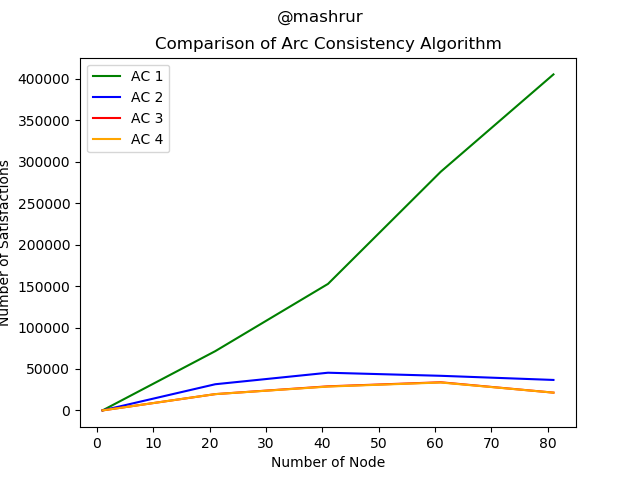 @mashrur
Comparison of Arc Consistency Algorithm
AC 1
AC 2
AC 3
AC 4
400000
350000
300000
250000
200000
150000
100000
50000
0
Number of Satisfactions
0 10 20 30 40 50 60 70 80
Number of Node